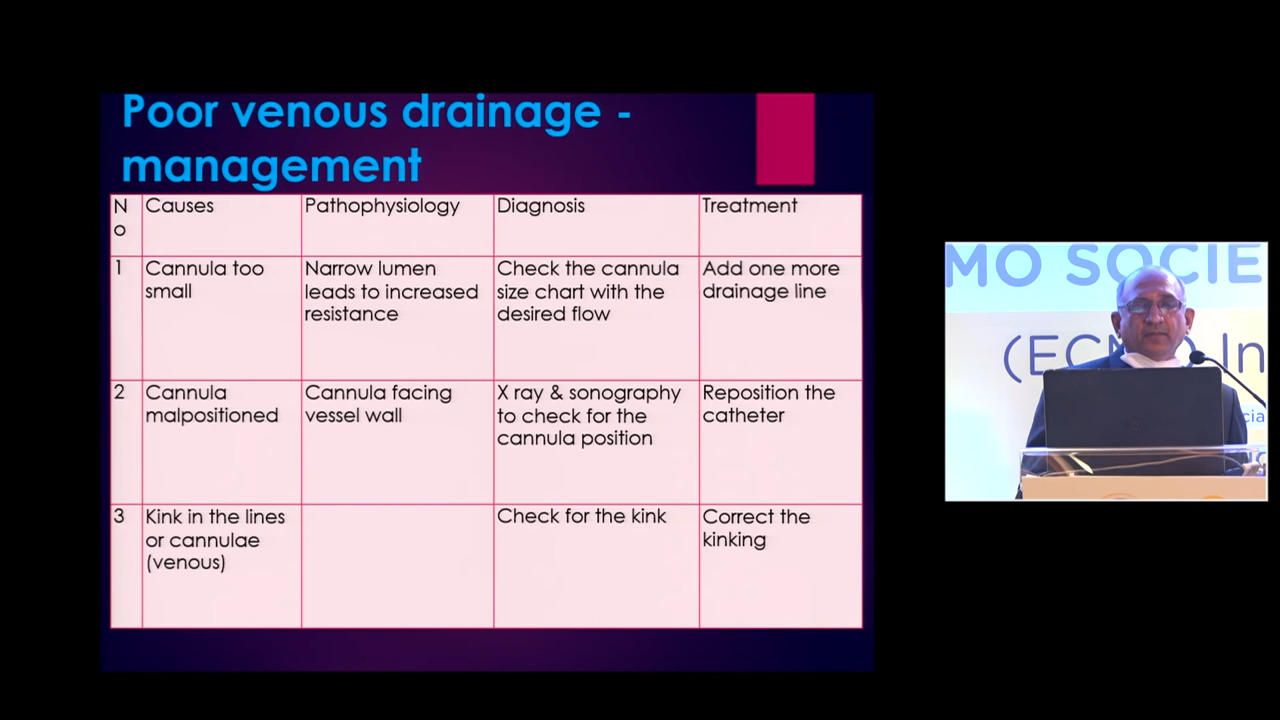 Poor venous drainage -
management
No Causes Pathophysiology Diagnosis Treatment
1 Cannula too small Narrow lumen leads to increased resistance Check the cannula size chart with the desired flow Add one more drainage line
2 Cannula malpositioned Cannula facing vessel wall X ray & sonography to check for the cannula position Reposition the catheter
3 Kink in the lines or cannulae (venous) Check for the kink Correct the kinking
MO SOCIE
(EC In